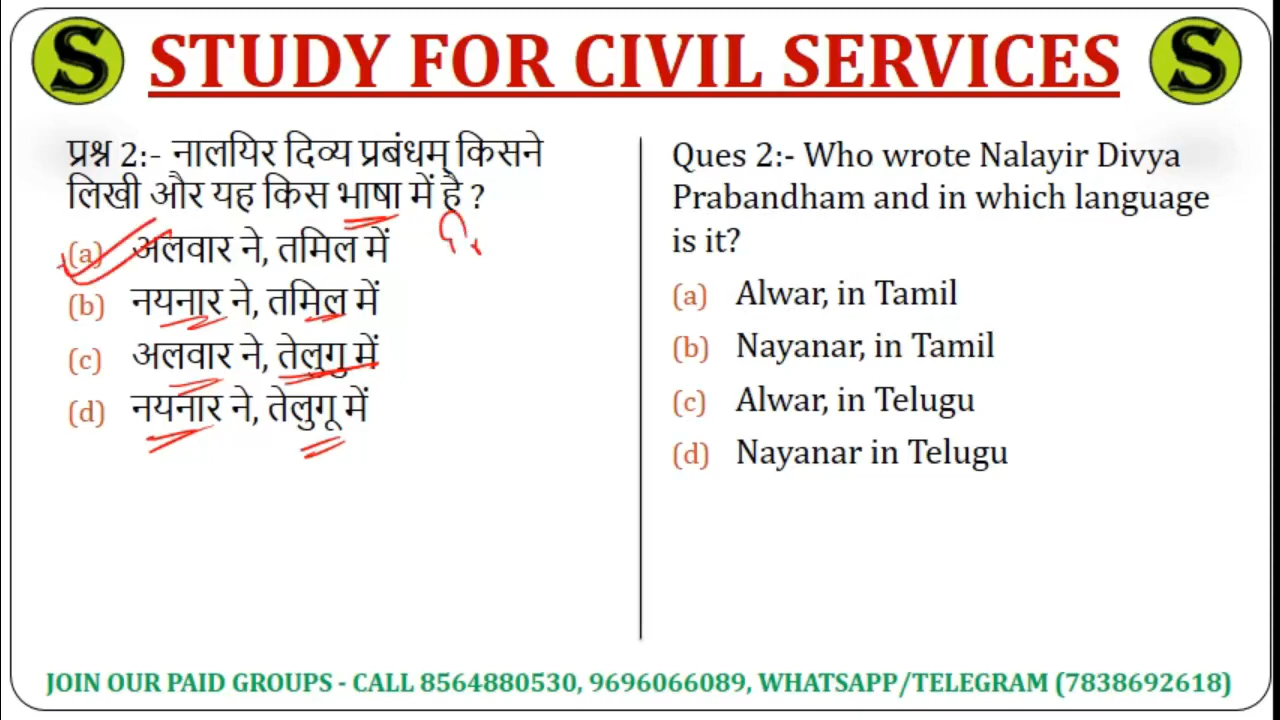 S STUDY FOR CIVIL SERVICES S
प्रश्न 2:- नालयिर दिव्य प्रबंधम् किसने
लिखी और यह किस भाषा में है ?
(a) अलवार ने, तमिल में
(b) नयनार ने, तमिल में
(c) अलवार ने, तेलुगु में
(d) नयनार ने, तेलुगू में
Ques 2:- Who wrote Nalayir Divya
Prabandham and in which language
is it?
(a) Alwar, in Tamil
(b) Nayanar, in Tamil
(c) Alwar, in Telugu
(d) Nayanar in Telugu
JOIN OUR PAID GROUPS - CALL 8564880530, 9696066089, WHATSAPP/TELEGRAM (7838692618)